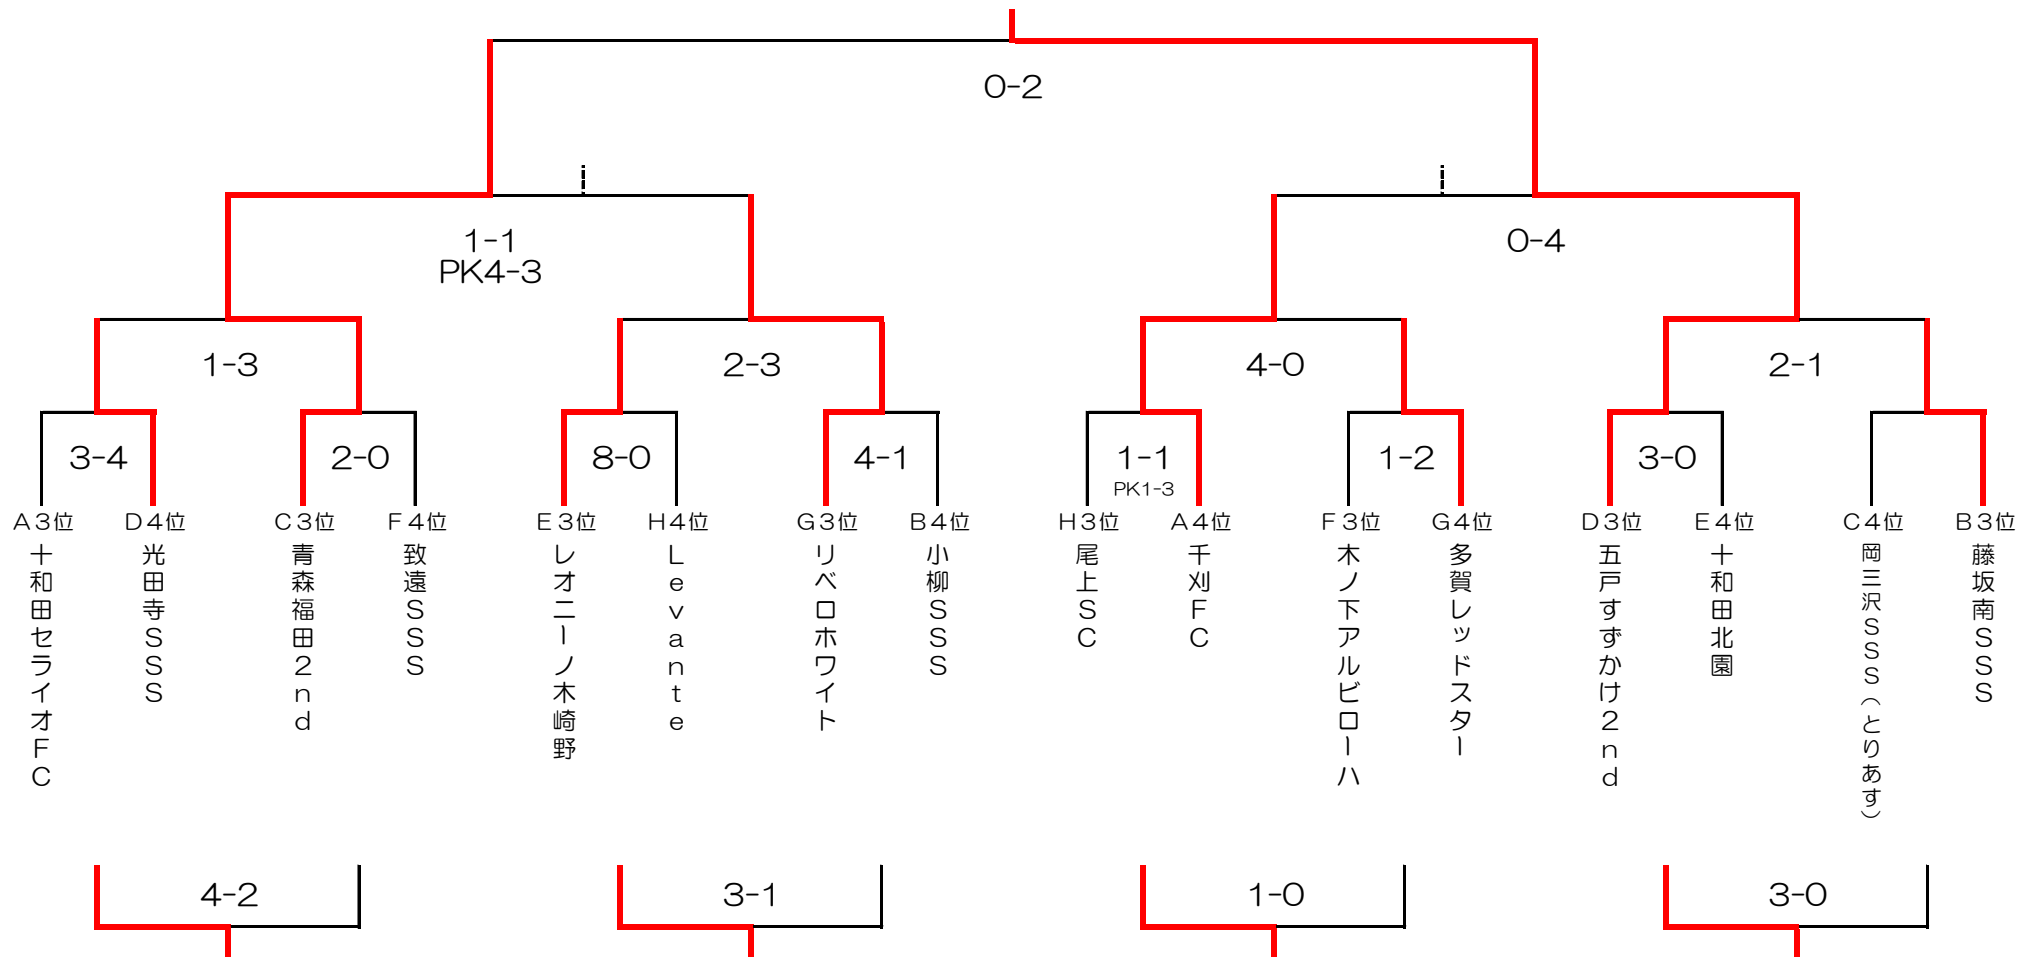 0-2
1-1
PK4-3
0-4
1-3
2-3
4-0
2-1
3-4
2-0
8-0
4-1
1-1
PK1-3
1-2
3-0
A3位
D4位
C3位
F4位
E3位
H4位
G3位
B4位
H3位
A4位
F3位
G4位
D3位
E4位
C4位
B3位
十和田セライオFC
光田寺SSS
青森福田2nd
致遠SSS
レオニーノ木崎野
Levante
リベロホワイト
小柳SSS
尾上SC
千刈FC
木ノ下アルビローハ
多賀レッドスター
五戸すずかけ2nd
十和田北園
岡三沢SSS(とりあす)
藤坂南SSS
4-2
3-1
1-0
3-0